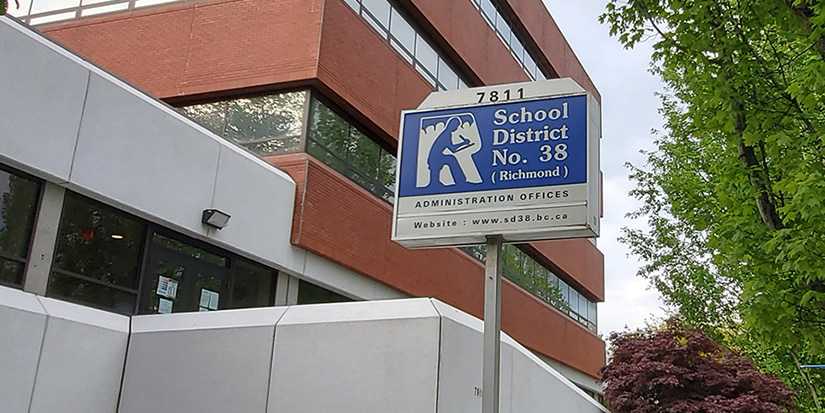 7811
School
District
No. 38
( Richmond )
ADMINISTRATION OFFICES
Website : www.sd38.bc.ca